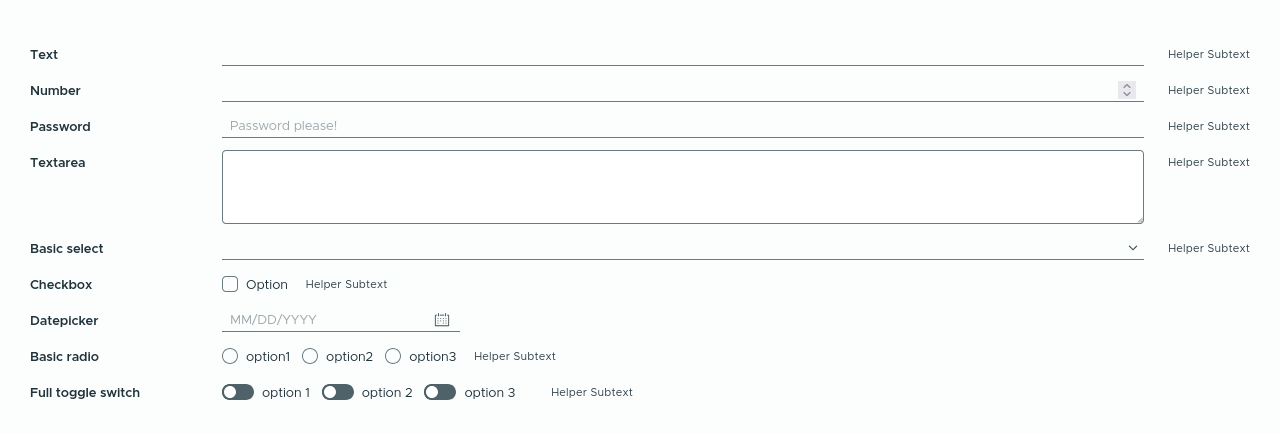 Text Helper Subtext
Number Helper Subtext
Password Password please! Helper Subtext
Textarea Helper Subtext
Basic select Helper Subtext
Checkbox Option Helper Subtext
Datepicker MM/DD/YYYY
Basic radio option1 option2 option3 Helper Subtext
Full toggle switch option 1 option 2 option 3 Helper Subtext